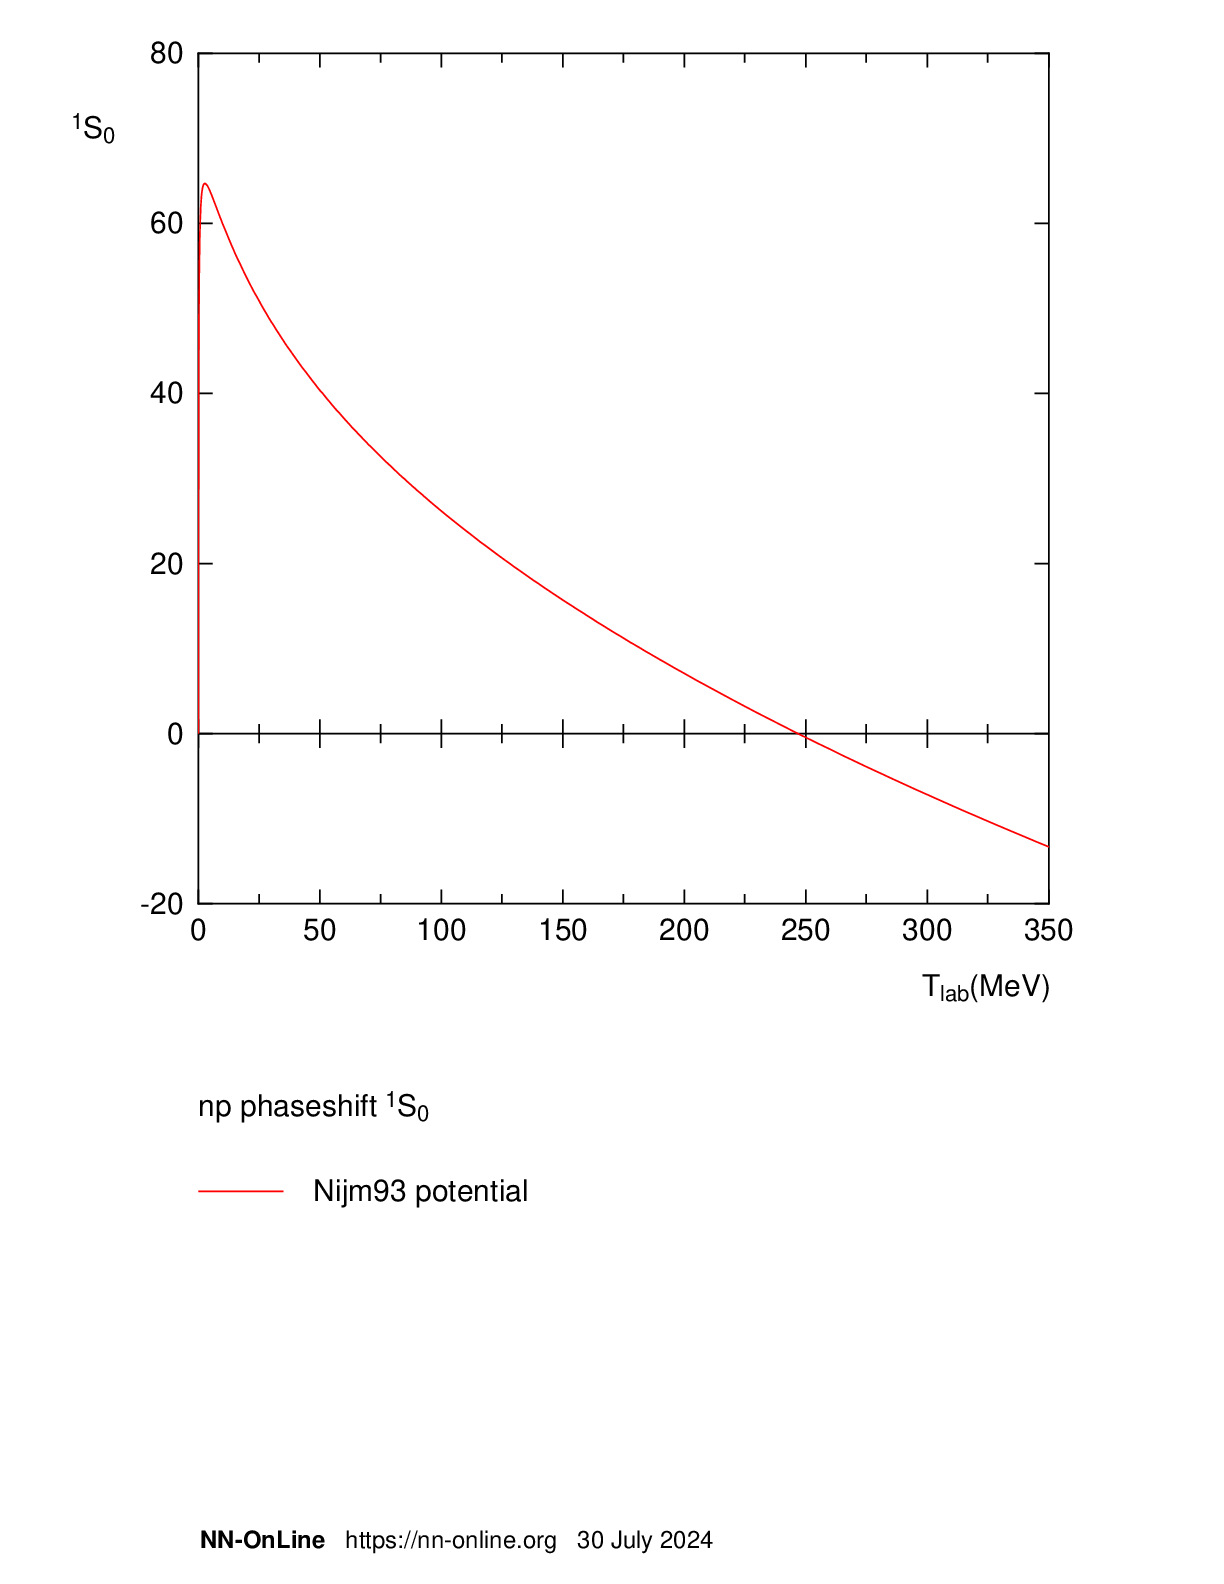 80
¹S₀
60
40
20
0
-20
0 50 100 150 200 250 300 350
T_lab(MeV)
np phaseshift ¹S₀
Nijm93 potential
NN-OnLine https://nn-online.org 30 July 2024